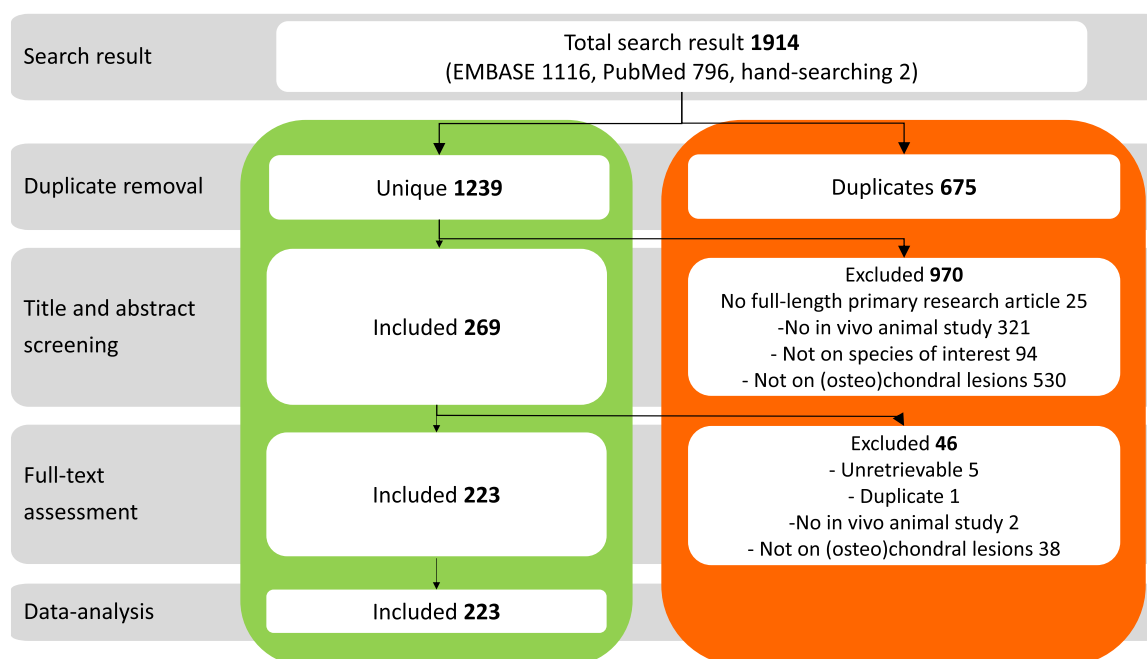 Search result
Total search result 1914
(EMBASE 1116, PubMed 796, hand-searching 2)
Duplicate removal
Unique 1239
Duplicates 675
Title and abstract
screening
Included 269
Excluded 970
No full-length primary research article 25
-No in vivo animal study 321
- Not on species of interest 94
- Not on (osteo)chondral lesions 530
Full-text
assessment
Included 223
Excluded 46
- Unretrievable 5
- Duplicate 1
-No in vivo animal study 2
- Not on (osteo)chondral lesions 38
Data-analysis
Included 223